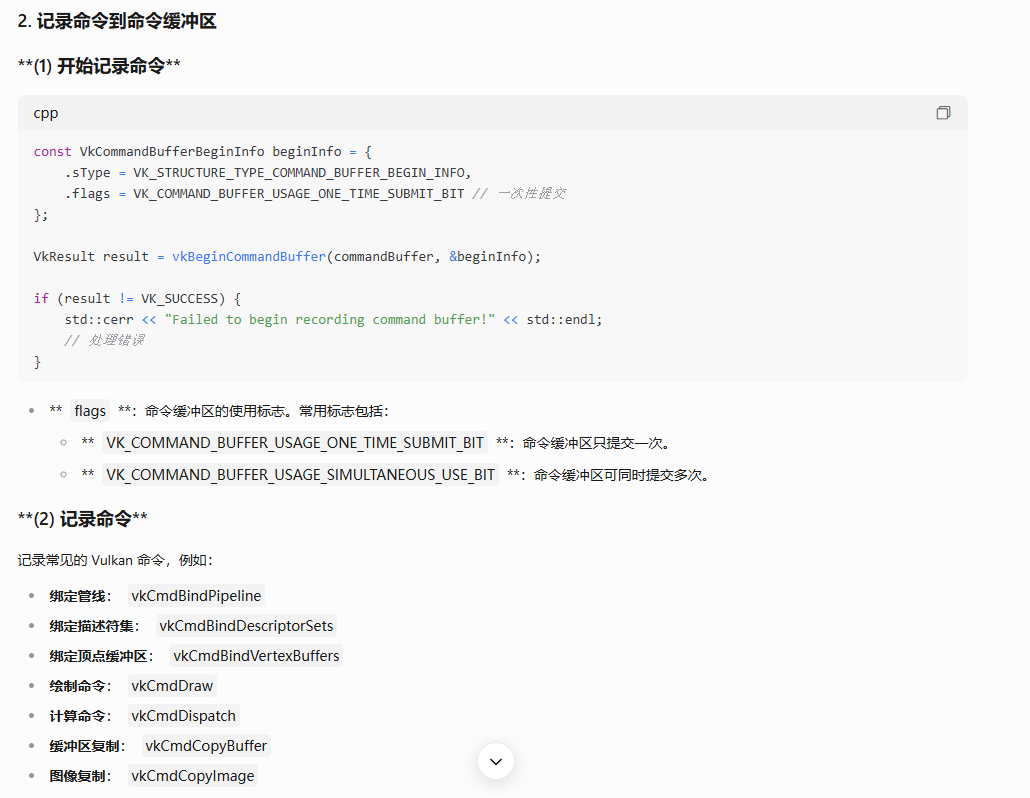 2. 记录命令到命令缓冲区
**(1) 开始记录命令**
cpp
const VkCommandBufferBeginInfo beginInfo = {
    .sType = VK_STRUCTURE_TYPE_COMMAND_BUFFER_BEGIN_INFO,
    .flags = VK_COMMAND_BUFFER_USAGE_ONE_TIME_SUBMIT_BIT // 一次性提交
};
VkResult result = vkBeginCommandBuffer(commandBuffer, &beginInfo);
if (result != VK_SUCCESS) {
    std::cerr << "Failed to begin recording command buffer!" << std::endl;
    // 处理错误
}
** flags **：命令缓冲区的使用标志。常用标志包括：
** VK_COMMAND_BUFFER_USAGE_ONE_TIME_SUBMIT_BIT **：命令缓冲区只提交一次。
** VK_COMMAND_BUFFER_USAGE_SIMULTANEOUS_USE_BIT **：命令缓冲区可同时提交多次。
**(2) 记录命令**
记录常见的 Vulkan 命令，例如：
绑定管线： vkCmdBindPipeline
绑定描述符集： vkCmdBindDescriptorSets
绑定顶点缓冲区： vkCmdBindVertexBuffers
绘制命令： vkCmdDraw
计算命令： vkCmdDispatch
缓冲区复制： vkCmdCopyBuffer
图像复制： vkCmdCopyImage